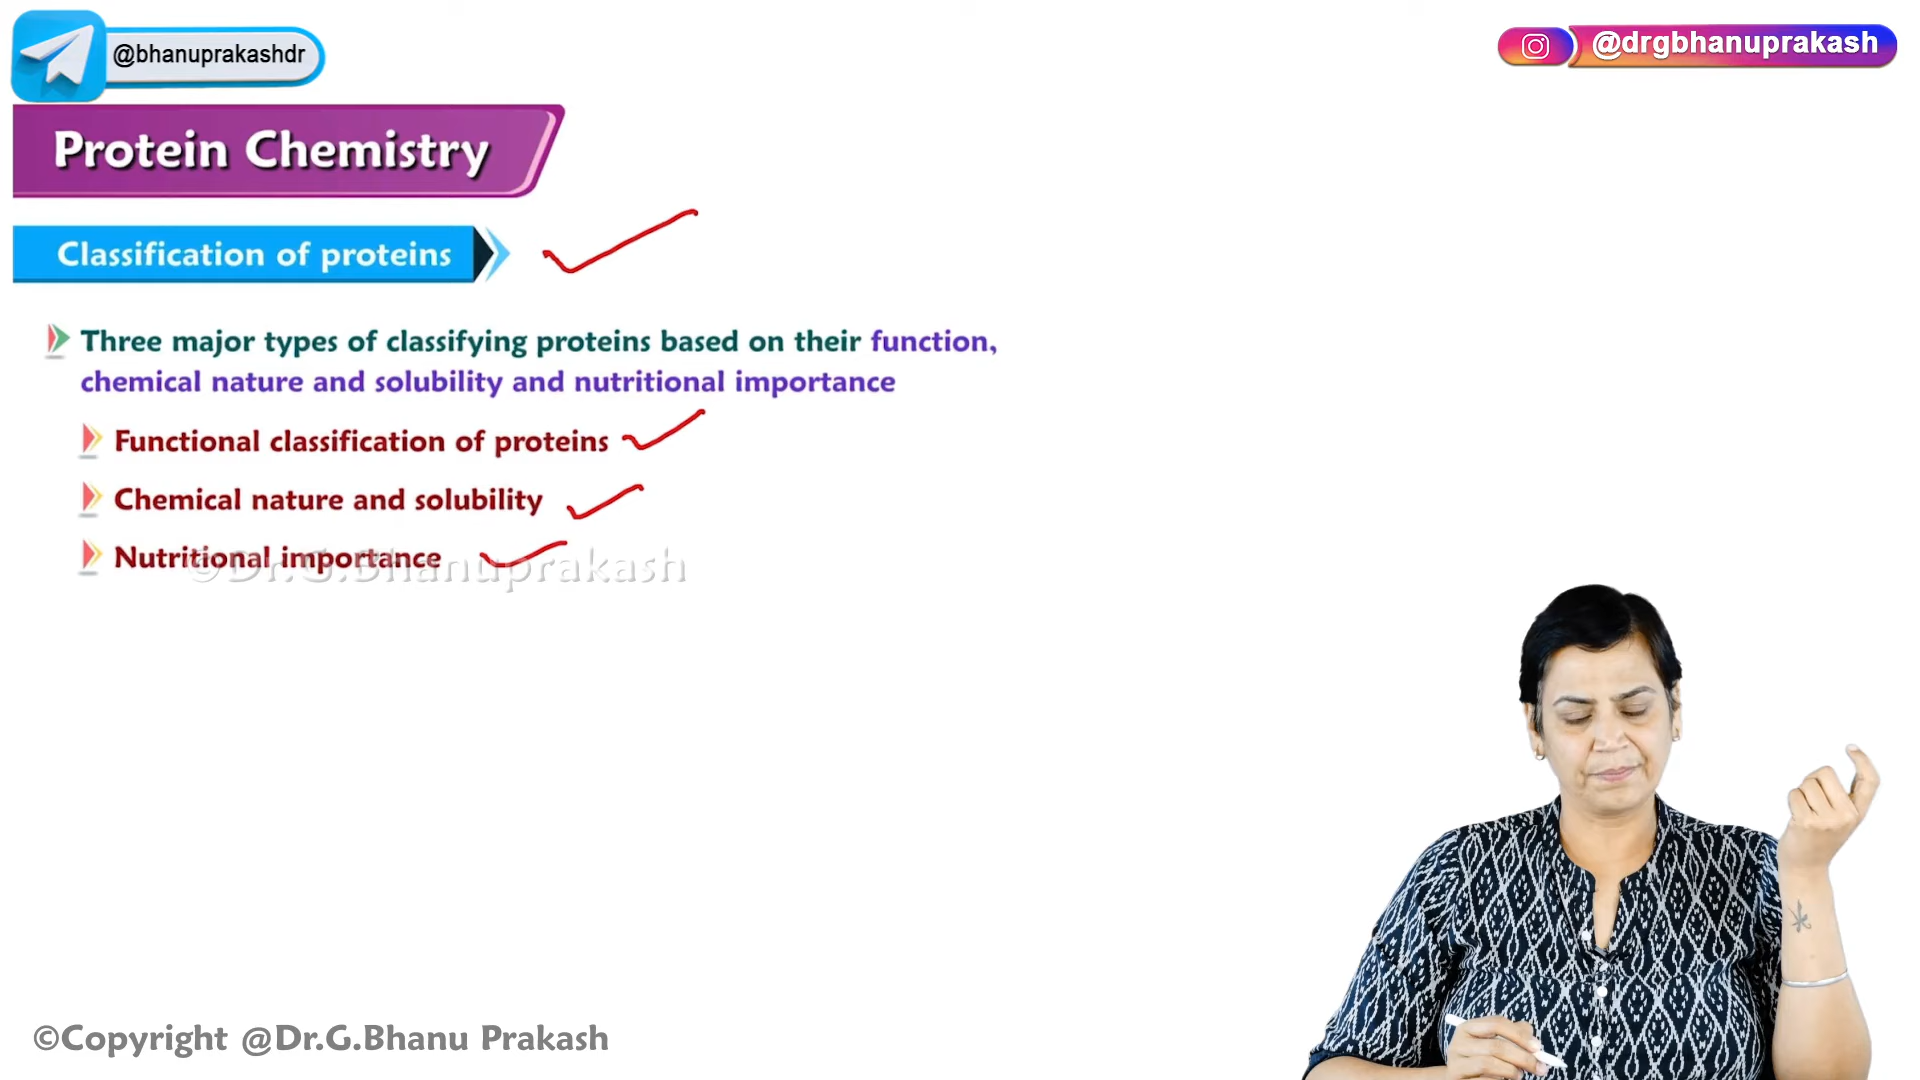 @bhanuprakashdr
@drgbhanuprakash
Protein Chemistry
Classification of proteins
Three major types of classifying proteins based on their function,
chemical nature and solubility and nutritional importance
Functional classification of proteins
Chemical nature and solubility
Nutritional importance
©Dr.G.Bhanuprakash
©Copyright @Dr.G.Bhanu Prakash